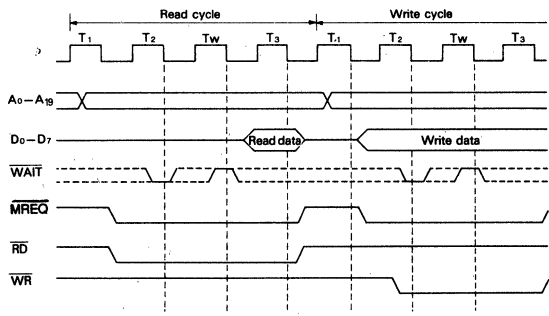 Read cycle Write cycle
T1 T2 TW T3 T1 T2 TW T3
A0–A19
D0–D7 Read data Write data
WAIT
MREQ
RD
WR